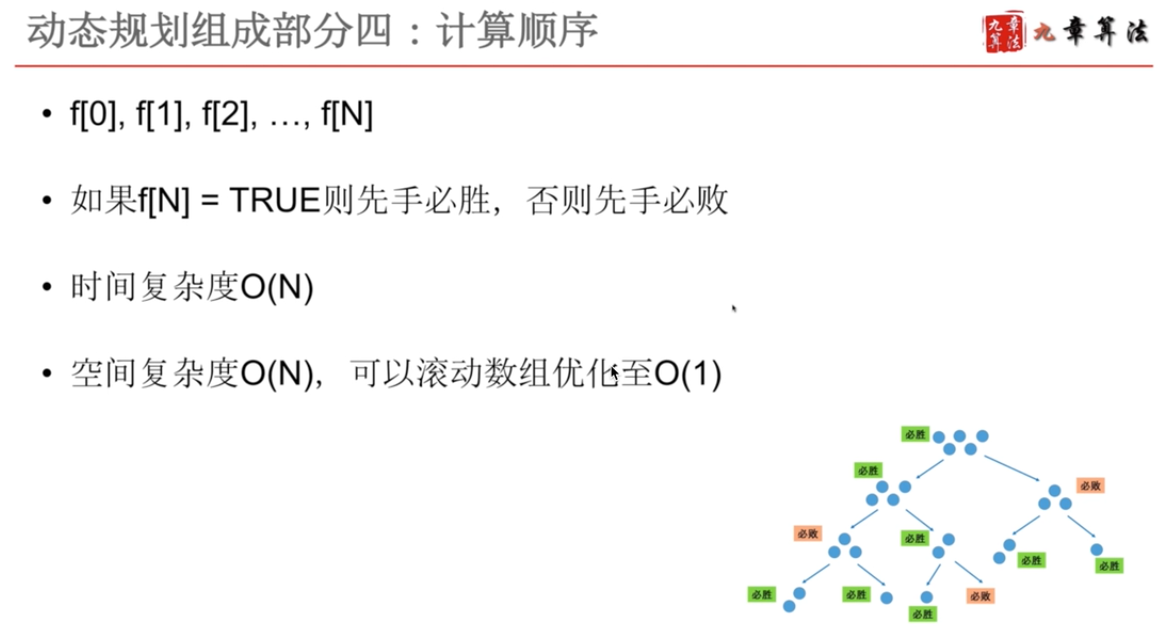 动态规划组成部分四：计算顺序
九章算法
九章算法
• f[0], f[1], f[2], …, f[N]
• 如果f[N] = TRUE则先手必胜，否则先手必败
• 时间复杂度O(N)
• 空间复杂度O(N)，可以滚动数组优化至O(1)
必胜
必胜
必败
必败
必胜
必胜
必胜
必胜
必胜
必胜
必败